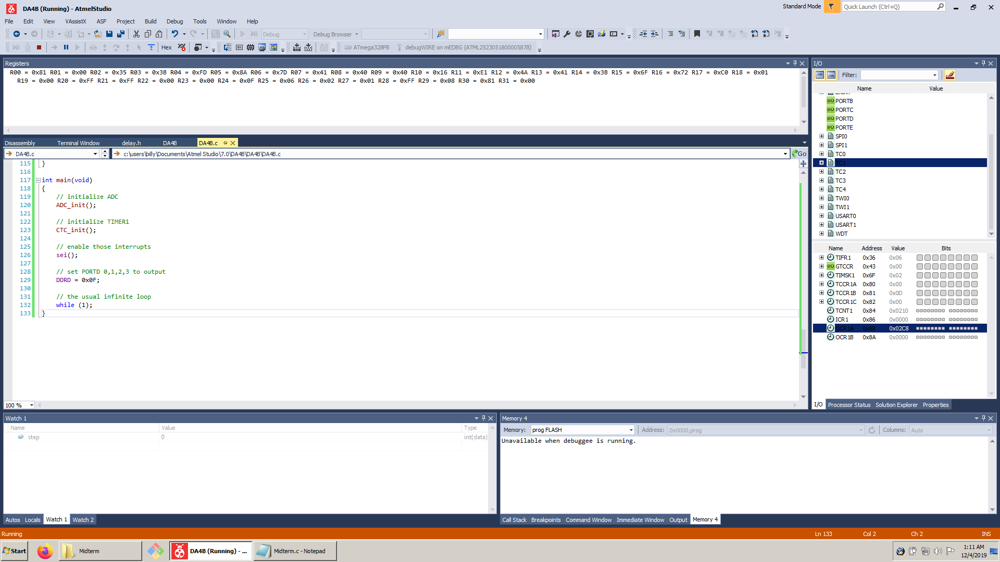 DA4B (Running) - AtmelStudio
Standard Mode
Quick Launch (Ctrl+Q)
File Edit View VAssistX ASF Project Build Debug Tools Window Help
Debug Debug Browser
Hex ATmega328PB debugWIRE on mEDBG (ATML2523051800005878)
Registers
R00 = 0x81 R01 = 0x00 R02 = 0x35 R03 = 0x3B R04 = 0xFD R05 = 0x8A R06 = 0x7D R07 = 0x41 R08 = 0x40 R09 = 0x40 R10 = 0x16 R11 = 0xE1 R12 = 0x4A R13 = 0x41 R14 = 0x3B R15 = 0x6F R16 = 0x72 R17 = 0xC0 R18 = 0x01
R19 = 0x00 R20 = 0xFF R21 = 0xFF R22 = 0x00 R23 = 0x00 R24 = 0x0F R25 = 0x06 R26 = 0x02 R27 = 0x01 R28 = 0xFF R29 = 0x08 R30 = 0x81 R31 = 0x00
Disassembly Terminal Window delay.h DA4B DA4B.c
DA4B.c c:\users\billy\Documents\Atmel Studio\7.0\DA4B\DA4B\DA4B.c Go
115 }
116
117 int main(void)
118 {
119 // initialize ADC
120 ADC_init();
121
122 // initialize TIMER1
123 CTC_init();
124
125 // enable those interrupts
126 sei();
127
128 // set PORTD 0,1,2,3 to output
129 DDRD = 0x0F;
130
131 // the usual infinite loop
132 while (1);
133 }
100 %
I/O
Filter:
Name Value
PORTB
PORTC
PORTD
PORTE
SPI0
SPI1
TC0
TC1
TC2
TC3
TC4
TWI0
TWI1
USART0
USART1
WDT
Name Address Value Bits
TIFR1 0x36 0x06
GTCCR 0x43 0x00
TIMSK1 0x6F 0x02
TCCR1A 0x80 0x00
TCCR1B 0x81 0x0D
TCCR1C 0x82 0x00
TCNT1 0x84 0x0210
ICR1 0x86 0x0000
OCR1A 0x88 0x02C8
OCR1B 0x8A 0x0000
I/O Processor Status Solution Explorer Properties
Watch 1
Name Value Type
step 0 int{data}
Autos Locals Watch 1 Watch 2
Memory 4
Memory: prog FLASH Address: 0x0000,prog Columns: Auto
Unavailable when debuggee is running.
Call Stack Breakpoints Command Window Immediate Window Output Memory 4
Running Ln 133 Col 2 Ch 2 INS
Start Midterm DA4B (Running) - ... Midterm.c - Notepad
1:11 AM
12/4/2019